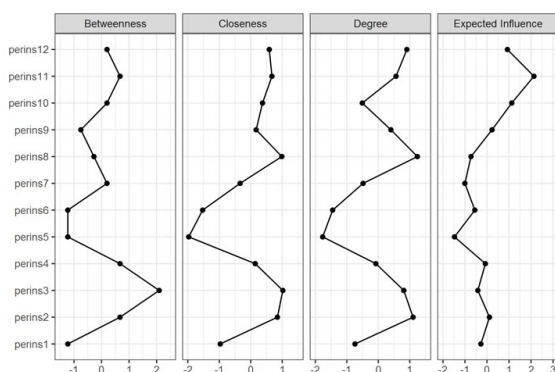 Betweenness Closeness Degree Expected Influence
perins12
perins11
perins10
perins9
perins8
perins7
perins6
perins5
perins4
perins3
perins2
perins1
-1 0 1 2 -2 -1 0 1 -2 -1 0 1 -2 -1 0 1 2 3